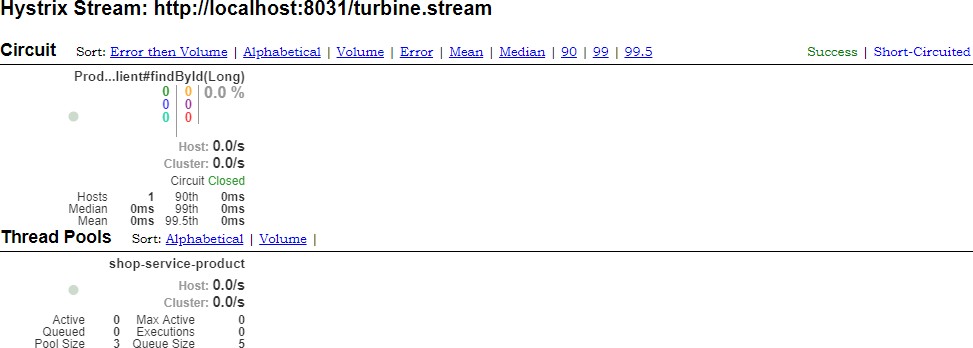 Hystrix Stream: http://localhost:8031/turbine.stream
Circuit Sort: Error then Volume | Alphabetical | Volume | Error | Mean | Median | 90 | 99 | 99.5 Success | Short-Circuited
Prod...lient#findById(Long)
0 0 0.0 %
0 0
0 0
Host: 0.0/s
Cluster: 0.0/s
Circuit Closed
Hosts 1 90th 0ms
Median 0ms 99th 0ms
Mean 0ms 99.5th 0ms
Thread Pools Sort: Alphabetical | Volume |
shop-service-product
Host: 0.0/s
Cluster: 0.0/s
Active 0 Max Active 0
Queued 0 Executions 0
Pool Size 3 Queue Size 5